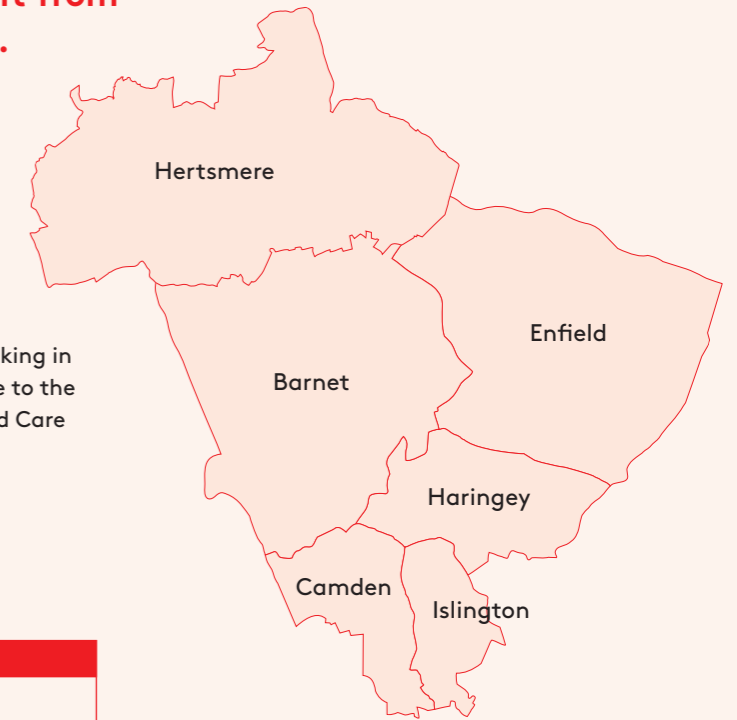 .
Hertsmere
Enfield
king in
Barnet
e to the
d Care
Haringey
Camden
Islington